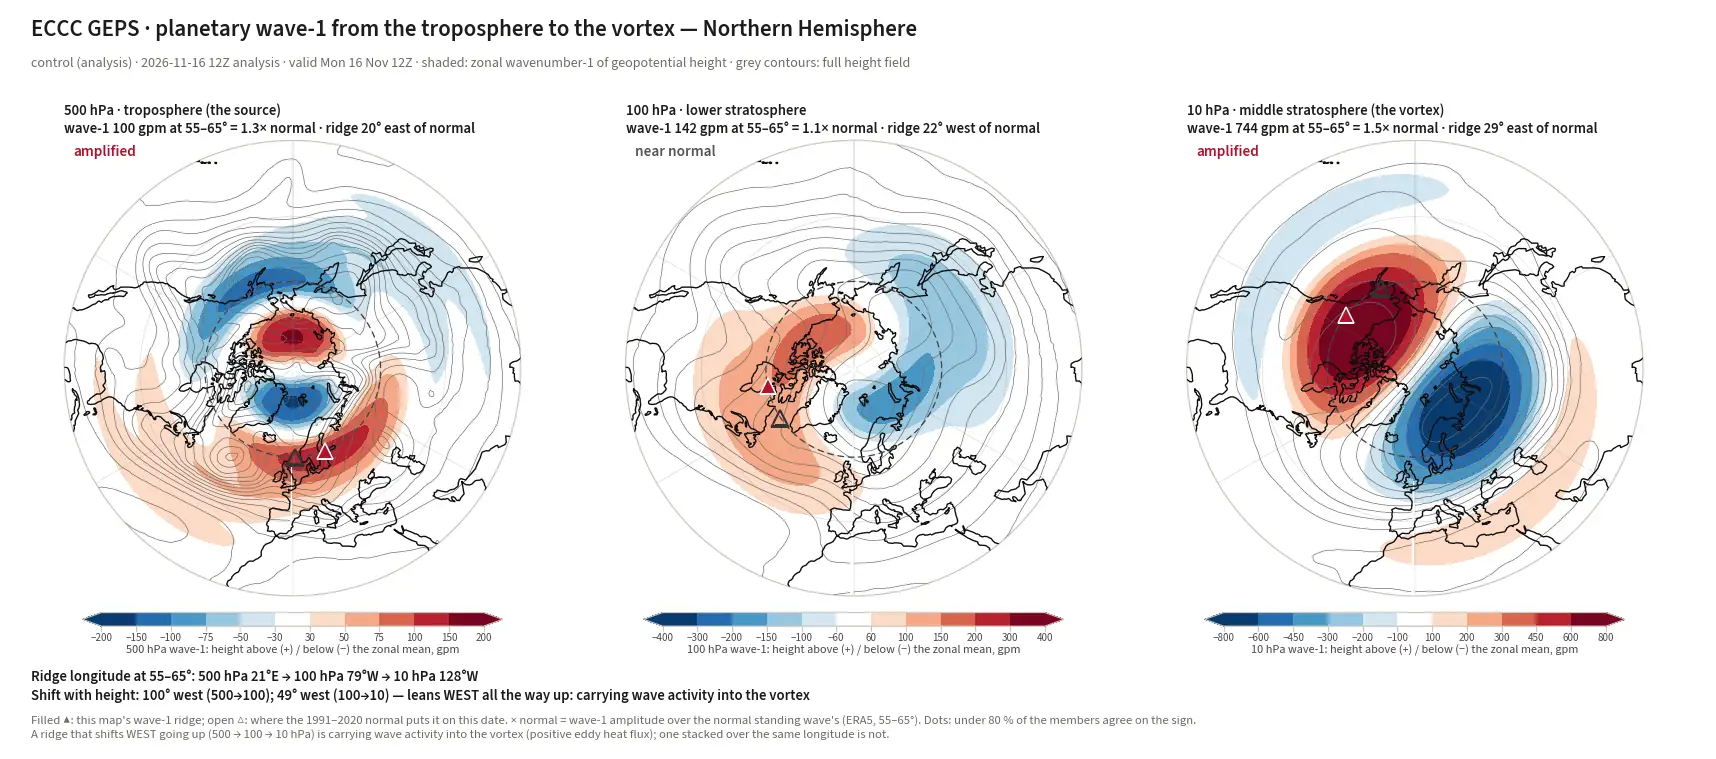 ECCC GEPS · planetary wave-1 from the troposphere to the vortex — Northern Hemisphere
control (analysis) · 2026-11-16 12Z analysis · valid Mon 16 Nov 12Z · shaded: zonal wavenumber-1 of geopotential height · grey contours: full height field
500 hPa · troposphere (the source)
wave-1 100 gpm at 55–65° = 1.3× normal · ridge 20° east of normal
amplified
100 hPa · lower stratosphere
wave-1 142 gpm at 55–65° = 1.1× normal · ridge 22° west of normal
near normal
10 hPa · middle stratosphere (the vortex)
wave-1 744 gpm at 55–65° = 1.5× normal · ridge 29° east of normal
amplified
−200 −150 −100 −75 −50 −30 30 50 75 100 150 200
500 hPa wave-1: height above (+) / below (−) the zonal mean, gpm
−400 −300 −200 −150 −100 −60 60 100 150 200 300 400
100 hPa wave-1: height above (+) / below (−) the zonal mean, gpm
−800 −600 −450 −300 −200 −100 100 200 300 450 600 800
10 hPa wave-1: height above (+) / below (−) the zonal mean, gpm
Ridge longitude at 55–65°: 500 hPa 21°E → 100 hPa 79°W → 10 hPa 128°W
Shift with height: 100° west (500→100); 49° west (100→10) — leans WEST all the way up: carrying wave activity into the vortex
Filled ▲: this map's wave-1 ridge; open △: where the 1991–2020 normal puts it on this date. × normal = wave-1 amplitude over the normal standing wave's (ERA5, 55–65°). Dots: under 80 % of the members agree on the sign.
A ridge that shifts WEST going up (500 → 100 → 10 hPa) is carrying wave activity into the vortex (positive eddy heat flux); one stacked over the same longitude is not.